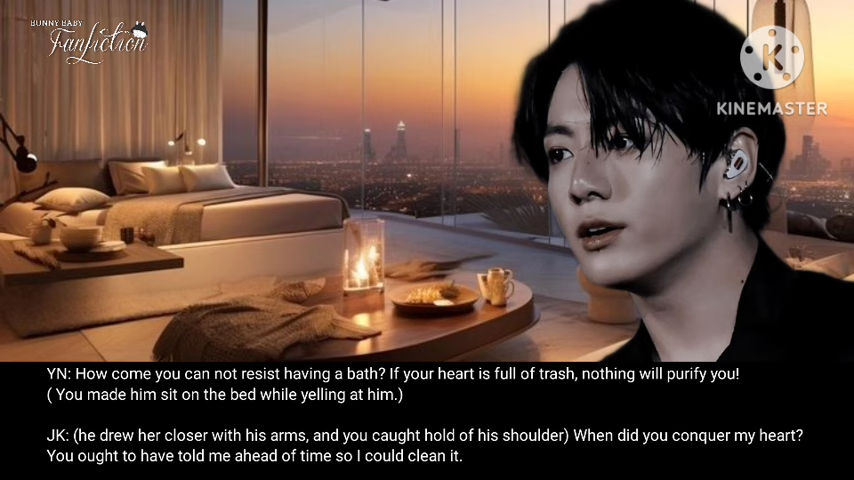 BUNNY BABY
Fanfiction
KINEMASTER
YN: How come you can not resist having a bath? If your heart is full of trash, nothing will purify you!
( You made him sit on the bed while yelling at him.)
JK: (he drew her closer with his arms, and you caught hold of his shoulder) When did you conquer my heart?
You ought to have told me ahead of time so I could clean it.